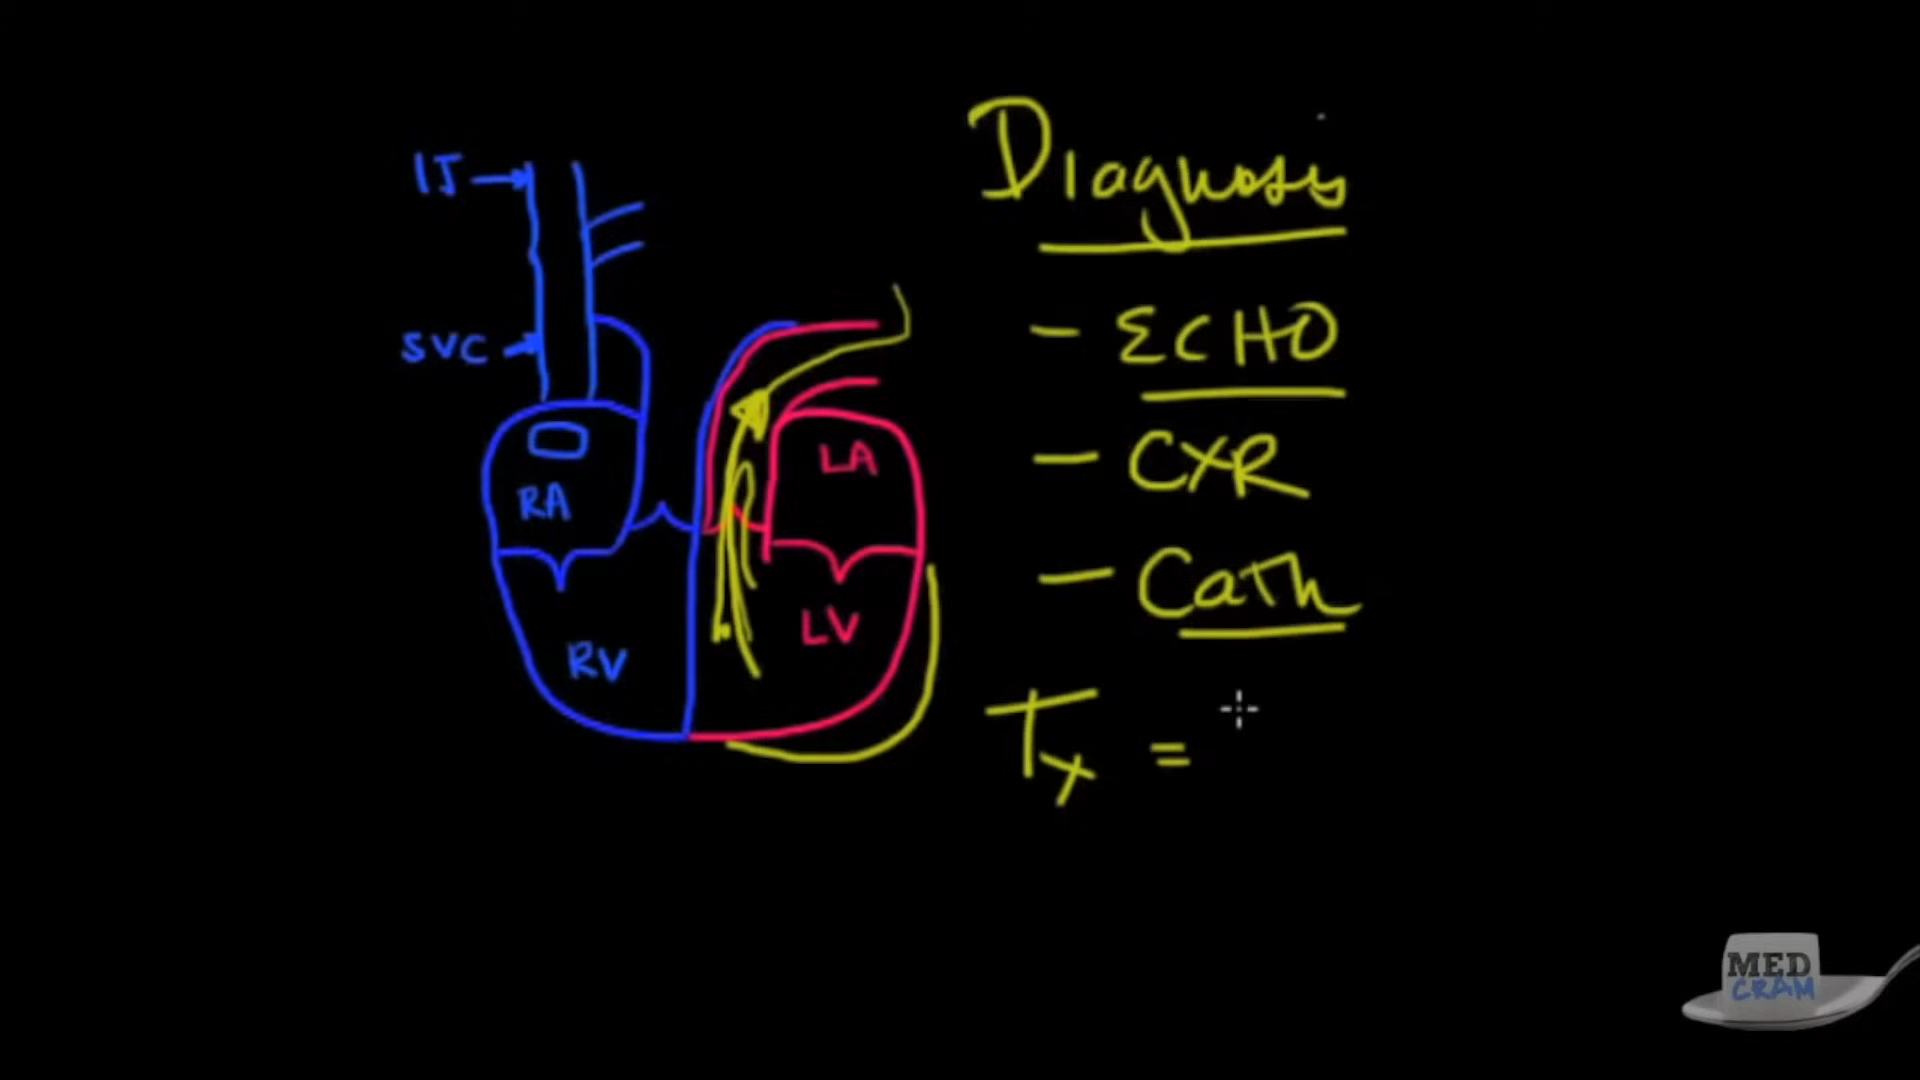 Diagnosis
IJ
- ECHO
SVC
- CXR
LA
RA
- Cath
LV
RV
Tx =
MED
CRAM